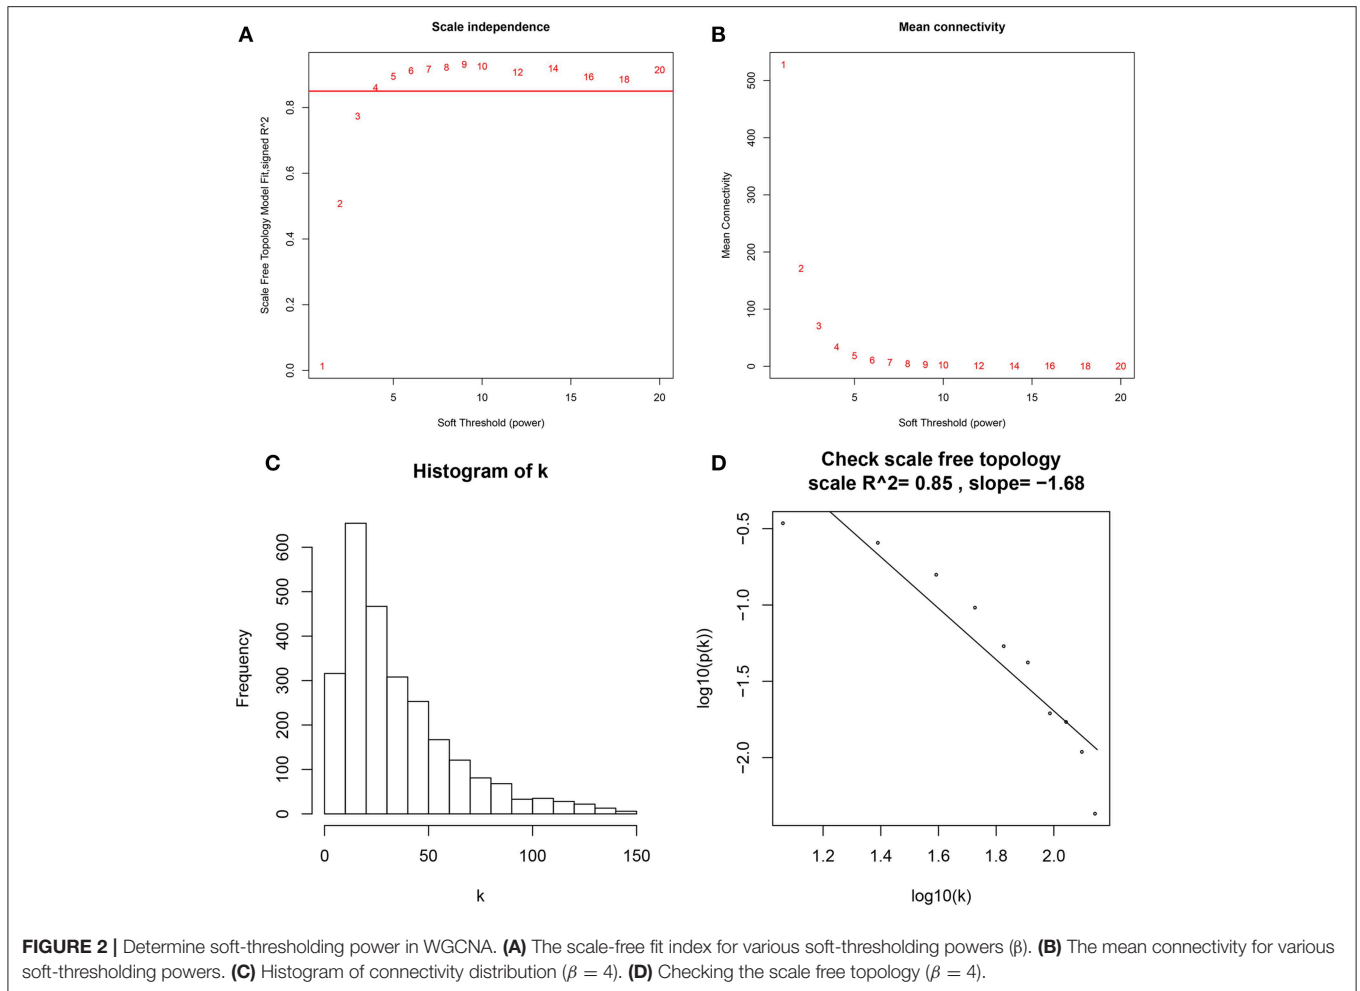 A
Scale independence
Scale Free Topology Model Fit,signed R^2
0.0 0.2 0.4 0.6 0.8
1 2 3 4 5 6 7 8 9 10 12 14 16 18 20
5 10 15 20
Soft Threshold (power)
B
Mean connectivity
Mean Connectivity
0 100 200 300 400 500
1 2 3 4 5 6 7 8 9 10 12 14 16 18 20
5 10 15 20
Soft Threshold (power)
C
Histogram of k
Frequency
0 100 200 300 400 500 600
0 50 100 150
k
D
Check scale free topology
scale R^2= 0.85 , slope= −1.68
log10(p(k))
−2.0 −1.5 −1.0 −0.5
1.2 1.4 1.6 1.8 2.0
log10(k)
FIGURE 2 | Determine soft-thresholding power in WGCNA. (A) The scale-free fit index for various soft-thresholding powers (β). (B) The mean connectivity for various
soft-thresholding powers. (C) Histogram of connectivity distribution (β = 4). (D) Checking the scale free topology (β = 4).